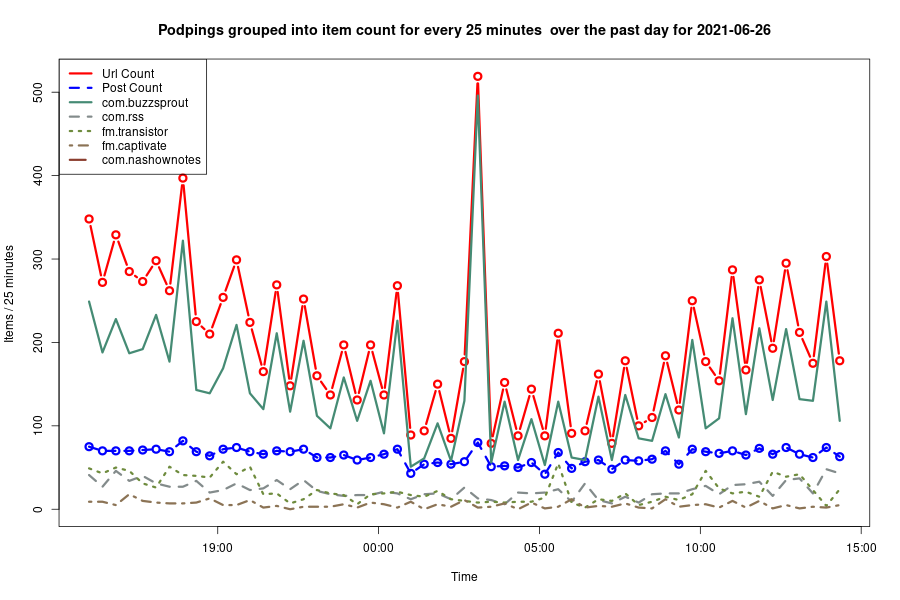 Podpings grouped into item count for every 25 minutes  over the past day for 2021-06-26
Url Count
Post Count
com.buzzsprout
com.rss
fm.transistor
fm.captivate
com.nashownotes
500
400
300
200
100
0
Items / 25 minutes
19:00 00:00 05:00 10:00 15:00
Time